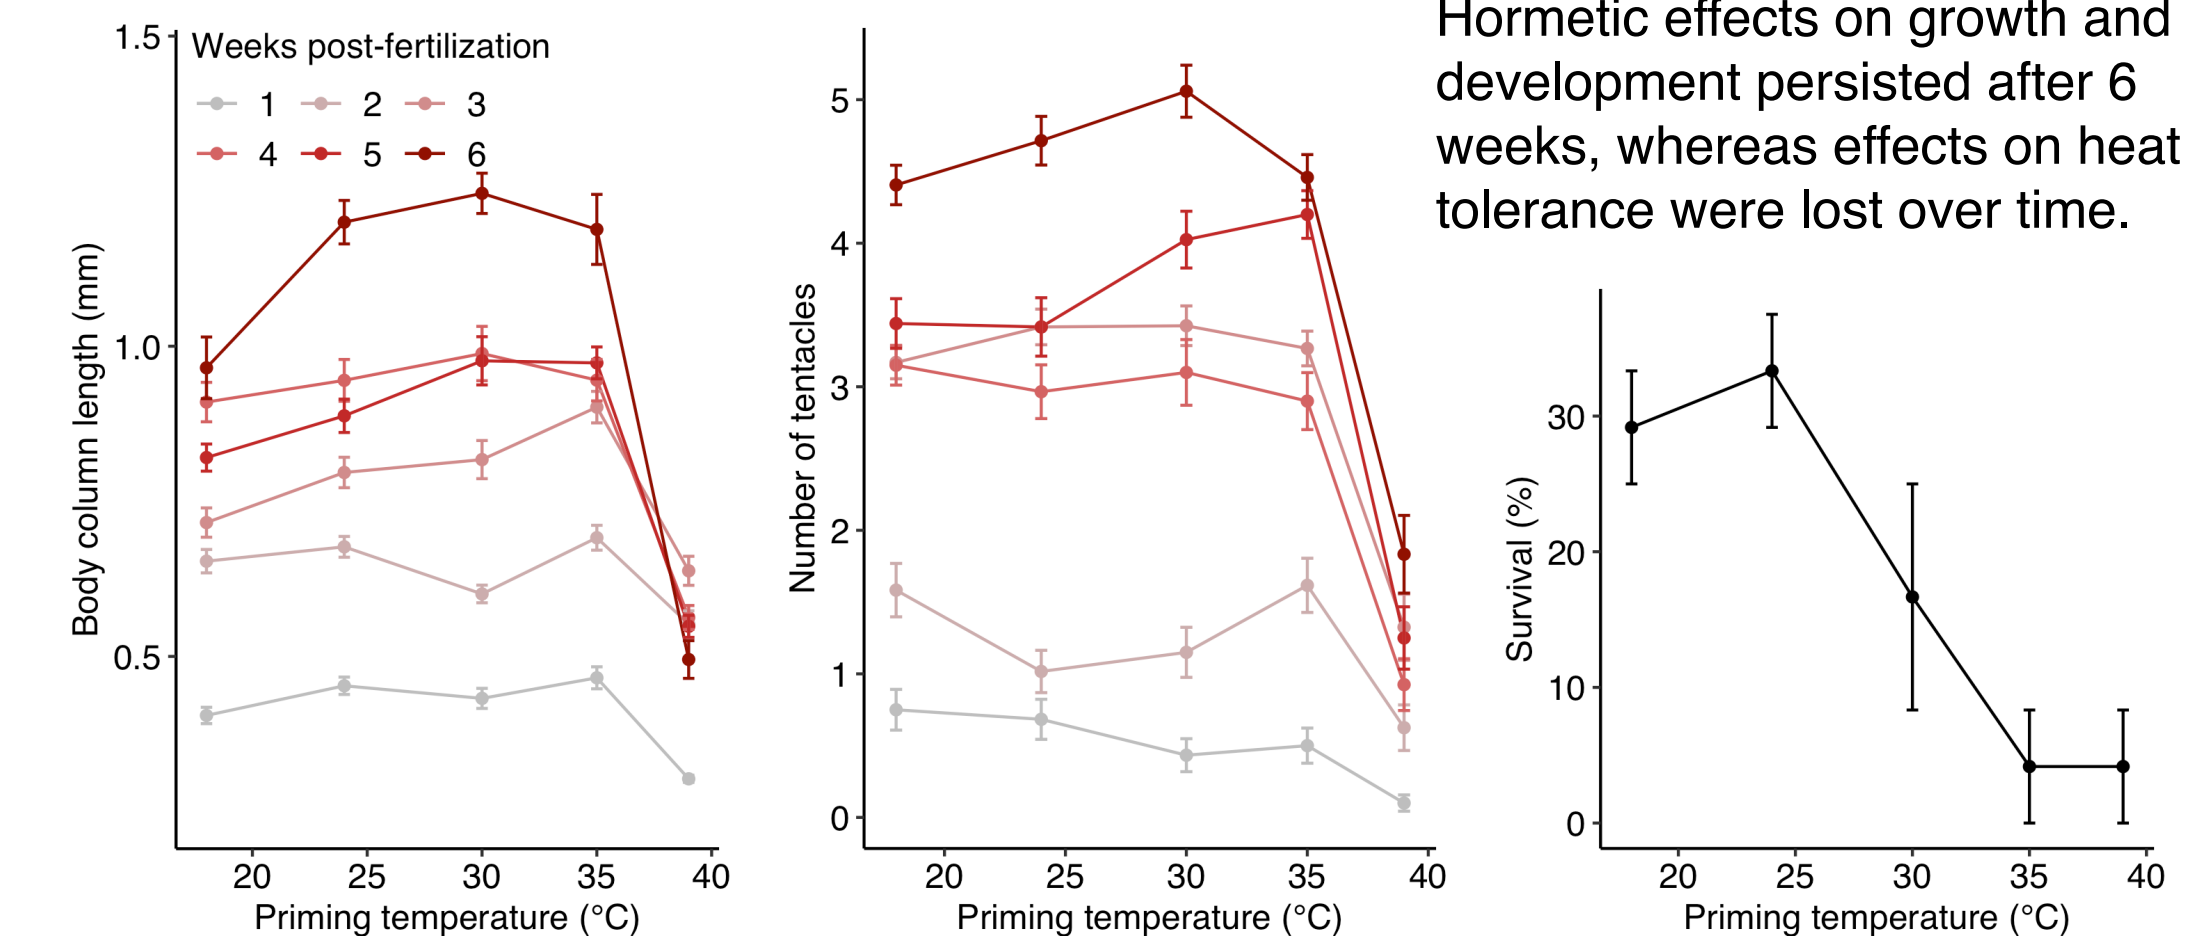 Hormetic effects on growth and
development persisted after 6
weeks, whereas effects on heat
tolerance were lost over time.
Weeks post-fertilization
1 2 3
4 5 6
Body column length (mm)
1.5
1.0
0.5
20 25 30 35 40
Priming temperature (°C)
Number of tentacles
5
4
3
2
1
0
20 25 30 35 40
Priming temperature (°C)
Survival (%)
30
20
10
0
20 25 30 35 40
Priming temperature (°C)